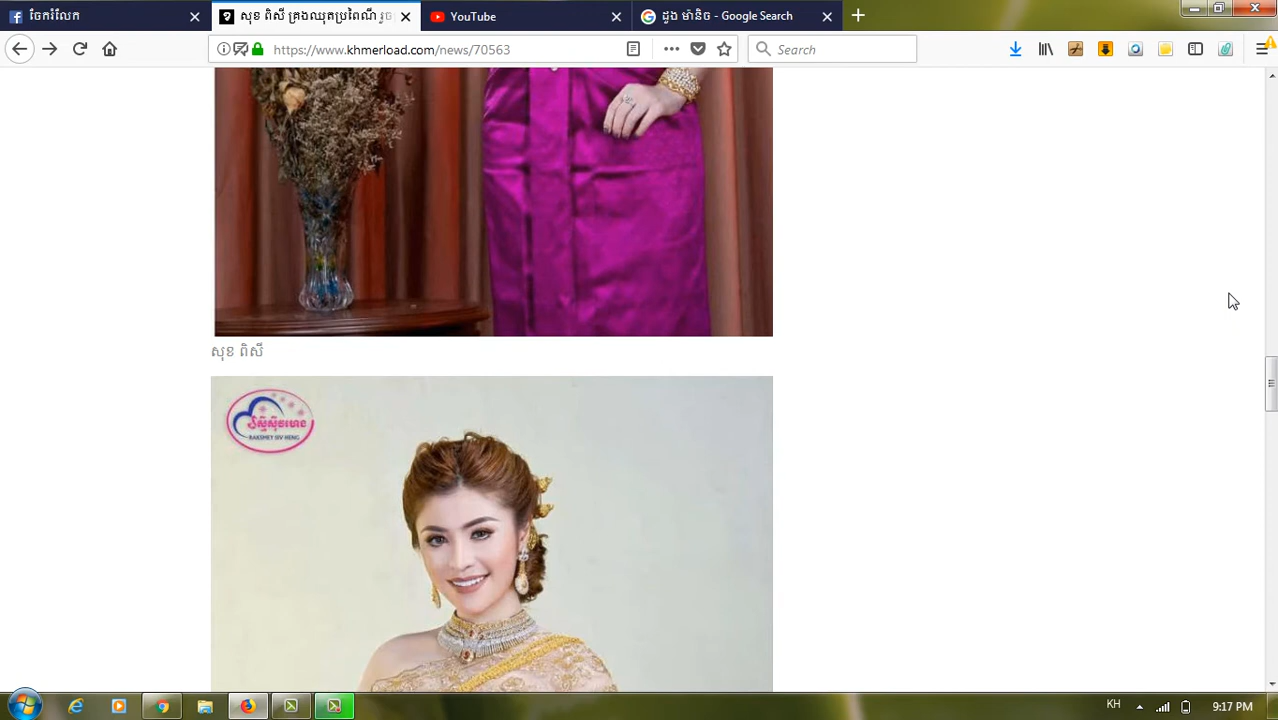 ចែករំលែក
សុខ ពិសី គ្រងឈុតប្រពៃណី រួច
YouTube
ដួង ម៉ានិច - Google Search
https://www.khmerload.com/news/70563
Search
សុខ ពិសី
RAKSMEY SIV HENG
KH
9:17 PM